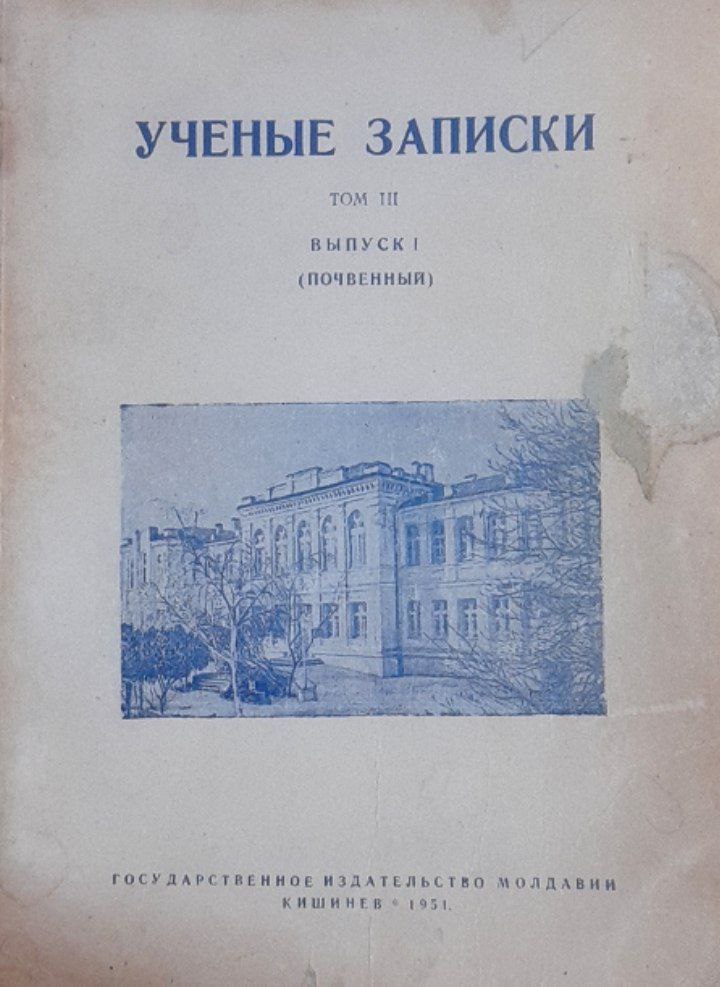 УЧЕНЫЕ ЗАПИСКИ
ТОМ III
ВЫПУСК I
(ПОЧВЕННЫЙ)
ГОСУДАРСТВЕННОЕ ИЗДАТЕЛЬСТВО МОЛДАВИИ
КИШИНЕВ * 1951.